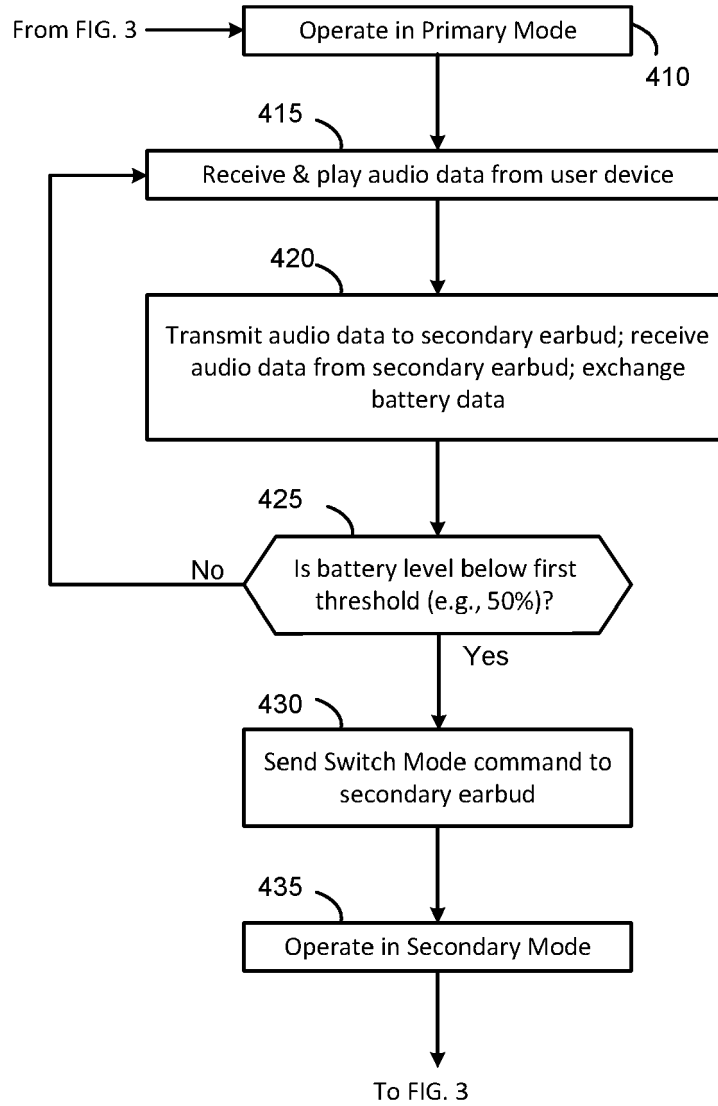 From FIG. 3
Operate in Primary Mode
410
415
Receive & play audio data from user device
420
Transmit audio data to secondary earbud; receive
audio data from secondary earbud; exchange
battery data
425
No
Is battery level below first
threshold (e.g., 50%)?
Yes
430
Send Switch Mode command to
secondary earbud
435
Operate in Secondary Mode
To FIG. 3